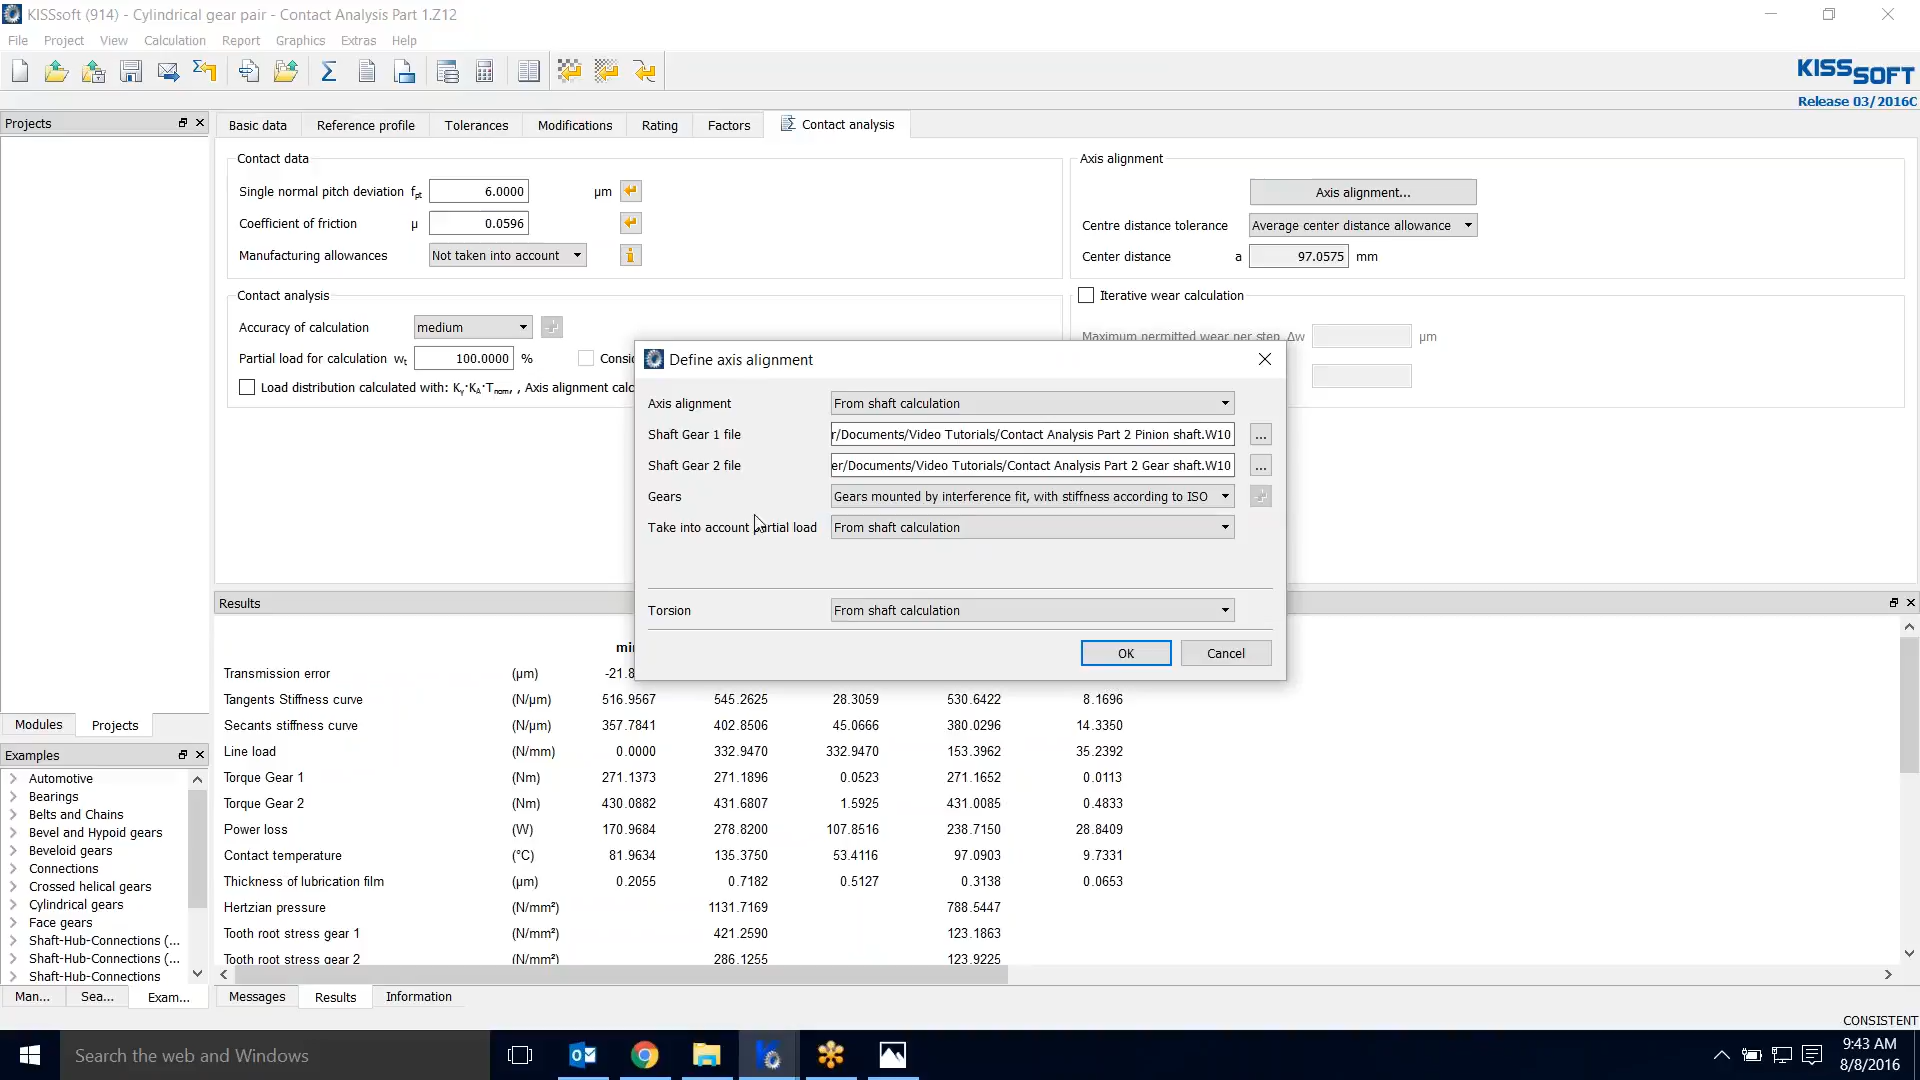 KISSsoft (914) - Cylindrical gear pair - Contact Analysis Part 1.Z12
File Project View Calculation Report Graphics Extras Help
KISSSOFT
Release 03/2016C
Projects
Basic data Reference profile Tolerances Modifications Rating Factors Contact analysis
Contact data
Single normal pitch deviation fpt 6.0000 µm
Coefficient of friction µ 0.0596
Manufacturing allowances Not taken into account
Axis alignment
Axis alignment...
Centre distance tolerance Average center distance allowance
Center distance a 97.0575 mm
Contact analysis
Accuracy of calculation medium
Partial load for calculation wt 100.0000 %
Load distribution calculated with: Kγ·KA·Tnom, , Axis alignment calc
Iterative wear calculation
Maximum permitted wear per step Δw µm
Define axis alignment
Axis alignment From shaft calculation
Shaft Gear 1 file r/Documents/Video Tutorials/Contact Analysis Part 2 Pinion shaft.W10 ...
Shaft Gear 2 file er/Documents/Video Tutorials/Contact Analysis Part 2 Gear shaft.W10 ...
Gears Gears mounted by interference fit, with stiffness according to ISO
Take into account partial load From shaft calculation
Torsion From shaft calculation
OK Cancel
Results
Transmission error (µm)
Tangents Stiffness curve (N/µm) 516.9567 545.2625 28.3059 530.6422 8.1696
Secants stiffness curve (N/µm) 357.7841 402.8506 45.0666 380.0296 14.3350
Line load (N/mm) 0.0000 332.9470 332.9470 153.3962 35.2392
Torque Gear 1 (Nm) 271.1373 271.1896 0.0523 271.1652 0.0113
Torque Gear 2 (Nm) 430.0882 431.6807 1.5925 431.0085 0.4833
Power loss (W) 170.9684 278.8200 107.8516 238.7150 28.8409
Contact temperature (°C) 81.9634 135.3750 53.4116 97.0903 9.7331
Thickness of lubrication film (µm) 0.2055 0.7182 0.5127 0.3138 0.0653
Hertzian pressure (N/mm²) 1131.7169 788.5447
Tooth root stress gear 1 (N/mm²) 421.2590 123.1863
Tooth root stress gear 2 (N/mm²) 286.1255 123.9225
Modules Projects
Examples
Automotive
Bearings
Belts and Chains
Bevel and Hypoid gears
Beveloid gears
Connections
Crossed helical gears
Cylindrical gears
Face gears
Shaft-Hub-Connections (...
Shaft-Hub-Connections (...
Shaft-Hub-Connections
Man... Sea... Exam...
Messages Results Information
CONSISTENT
Search the web and Windows
9:43 AM
8/8/2016